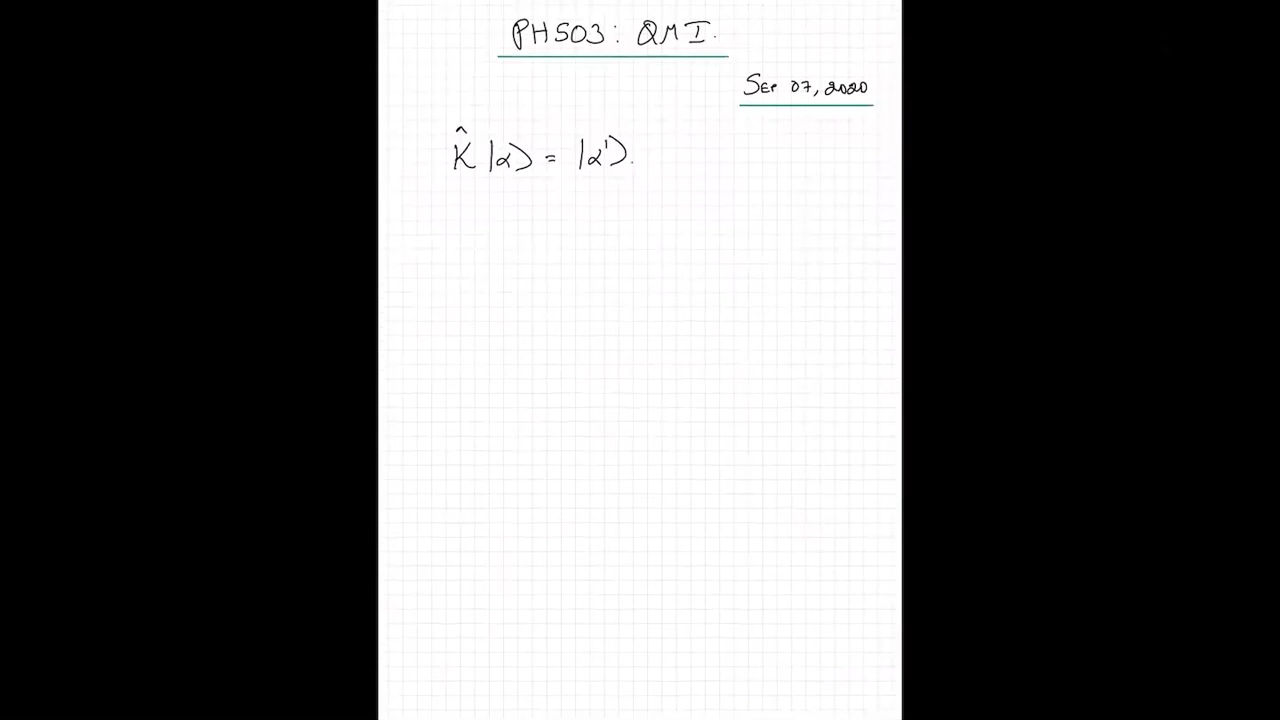 PH503: QM I.
Sep 07, 2020
K̂ |α⟩ = |α'⟩.